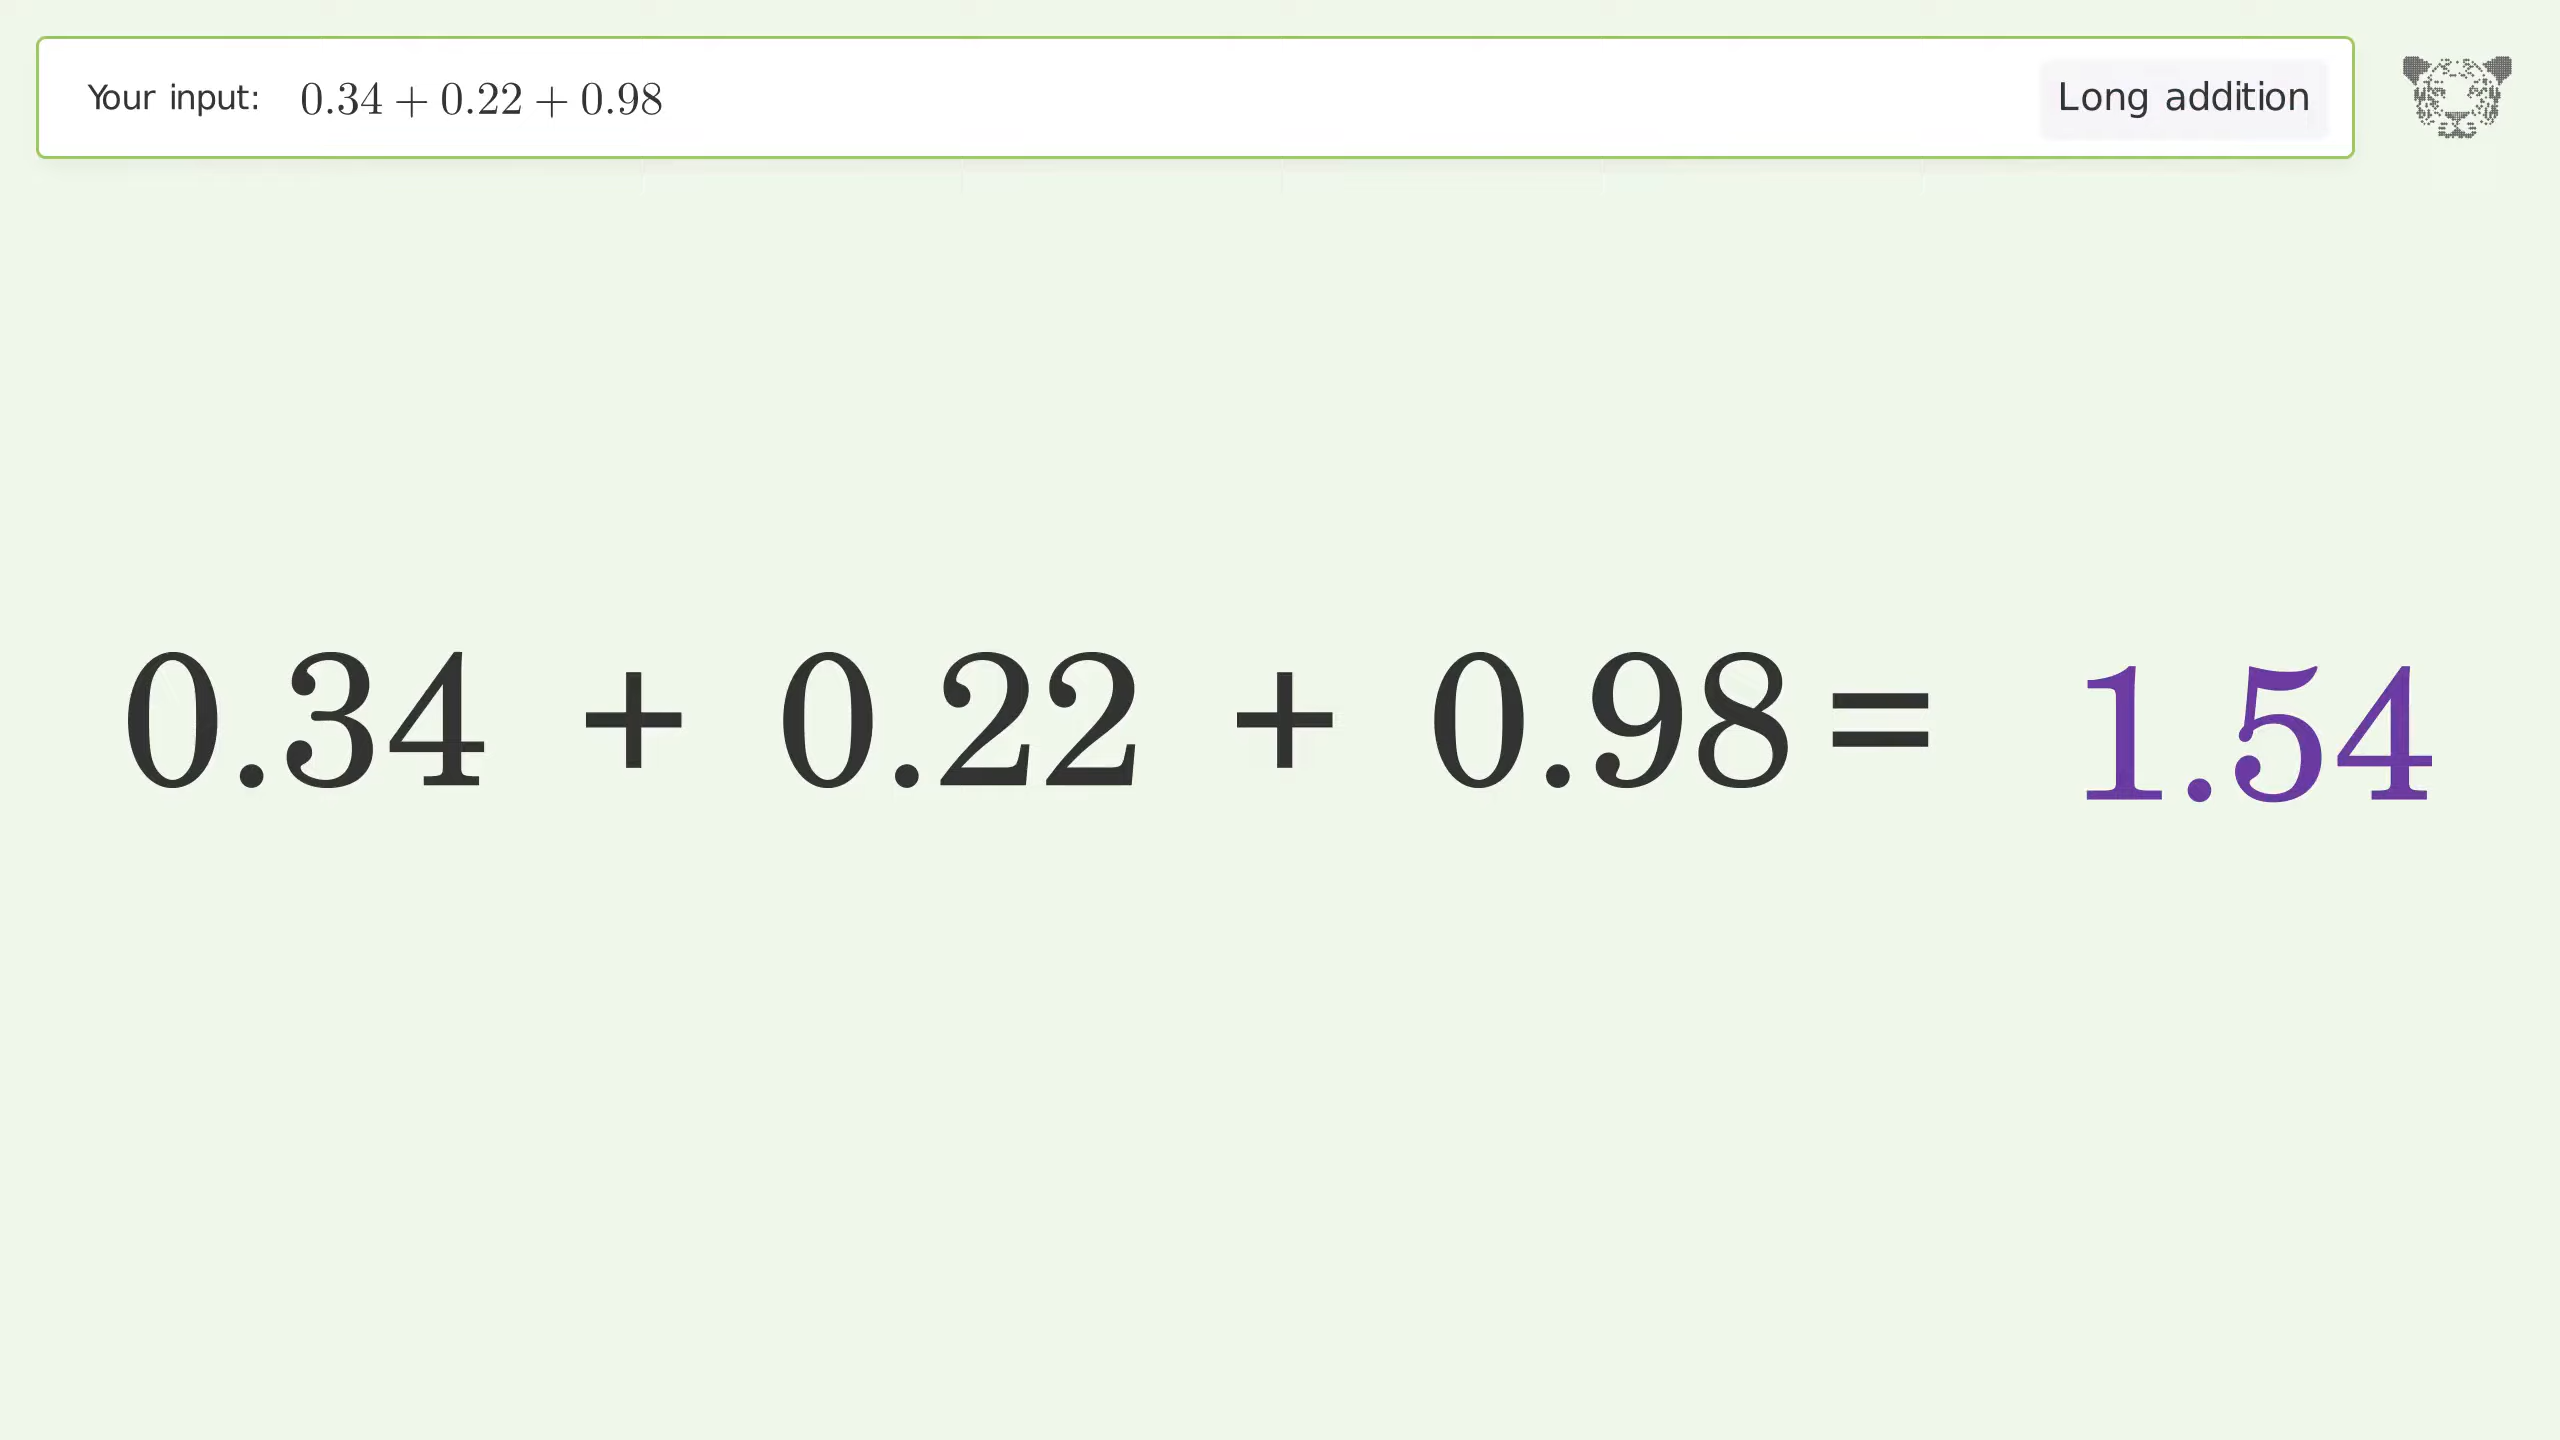 Your input: 0.34 + 0.22 + 0.98 Long addition
0.34 + 0.22 + 0.98 = 1.54